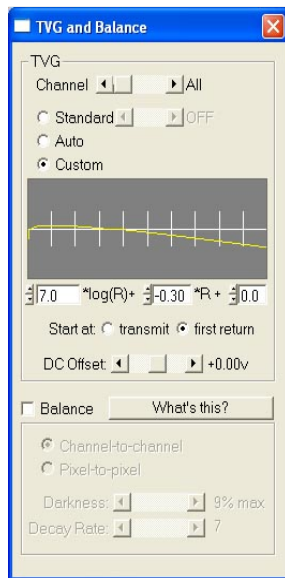 TVG and Balance
TVG
Channel All
Standard OFF
Auto
Custom
7.0 *log(R)+ -0.30 *R + 0.0
Start at: transmit first return
DC Offset: +0.00v
Balance What's this?
Channel-to-channel
Pixel-to-pixel
Darkness: 9% max
Decay Rate: 7